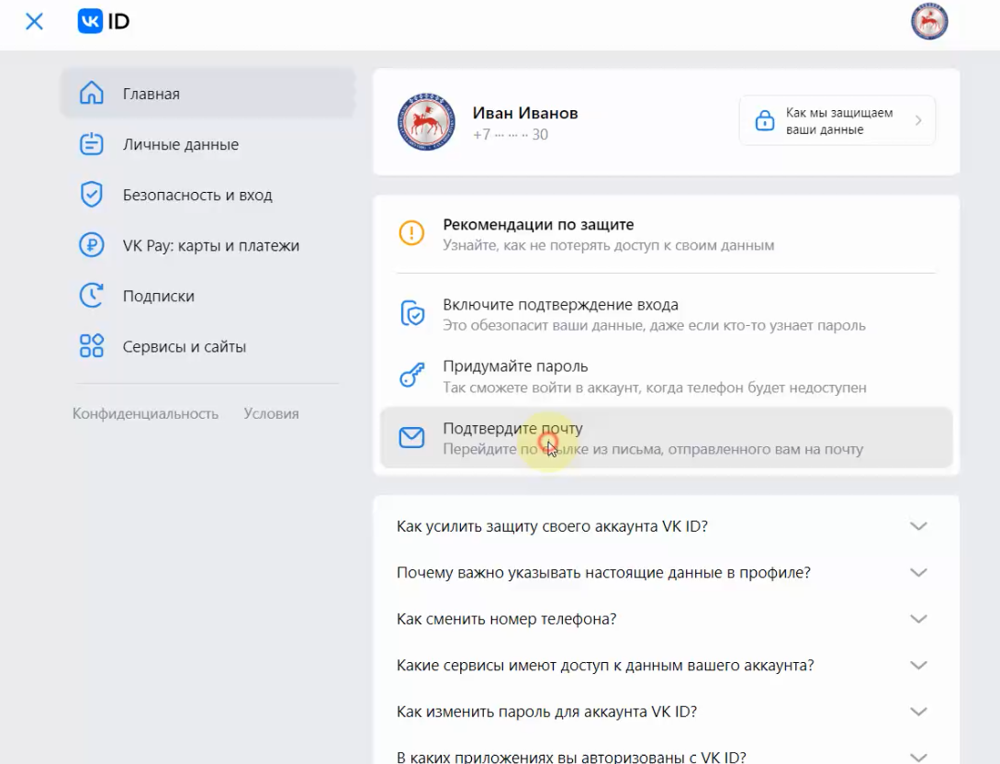 VK ID
Главная
Личные данные
Безопасность и вход
VK Pay: карты и платежи
Подписки
Сервисы и сайты
Конфиденциальность Условия
Иван Иванов
+7 ··· ··· ·· 30
Как мы защищаем
ваши данные
Рекомендации по защите
Узнайте, как не потерять доступ к своим данным
Включите подтверждение входа
Это обезопасит ваши данные, даже если кто-то узнает пароль
Придумайте пароль
Так сможете войти в аккаунт, когда телефон будет недоступен
Подтвердите почту
Перейдите по ссылке из письма, отправленного вам на почту
Как усилить защиту своего аккаунта VK ID?
Почему важно указывать настоящие данные в профиле?
Как сменить номер телефона?
Какие сервисы имеют доступ к данным вашего аккаунта?
Как изменить пароль для аккаунта VK ID?
В каких приложениях вы авторизованы с VK ID?